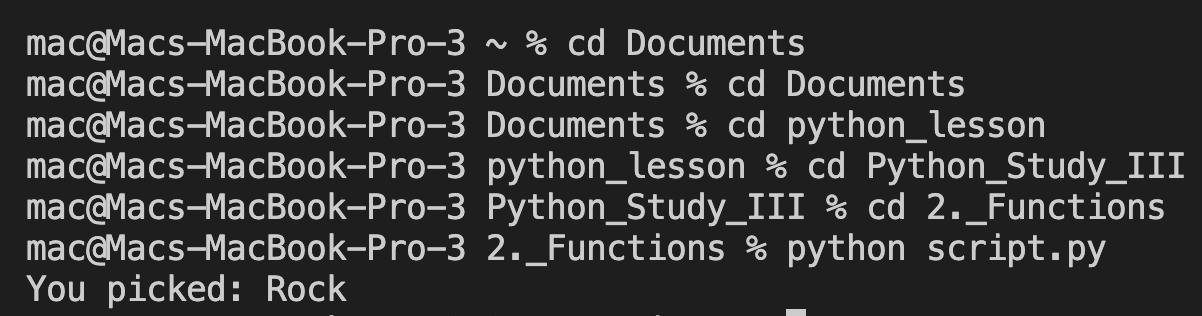 mac@Macs-MacBook-Pro-3 ~ % cd Documents
mac@Macs-MacBook-Pro-3 Documents % cd Documents
mac@Macs-MacBook-Pro-3 Documents % cd python_lesson
mac@Macs-MacBook-Pro-3 python_lesson % cd Python_Study_III
mac@Macs-MacBook-Pro-3 Python_Study_III % cd 2._Functions
mac@Macs-MacBook-Pro-3 2._Functions % python script.py
You picked: Rock